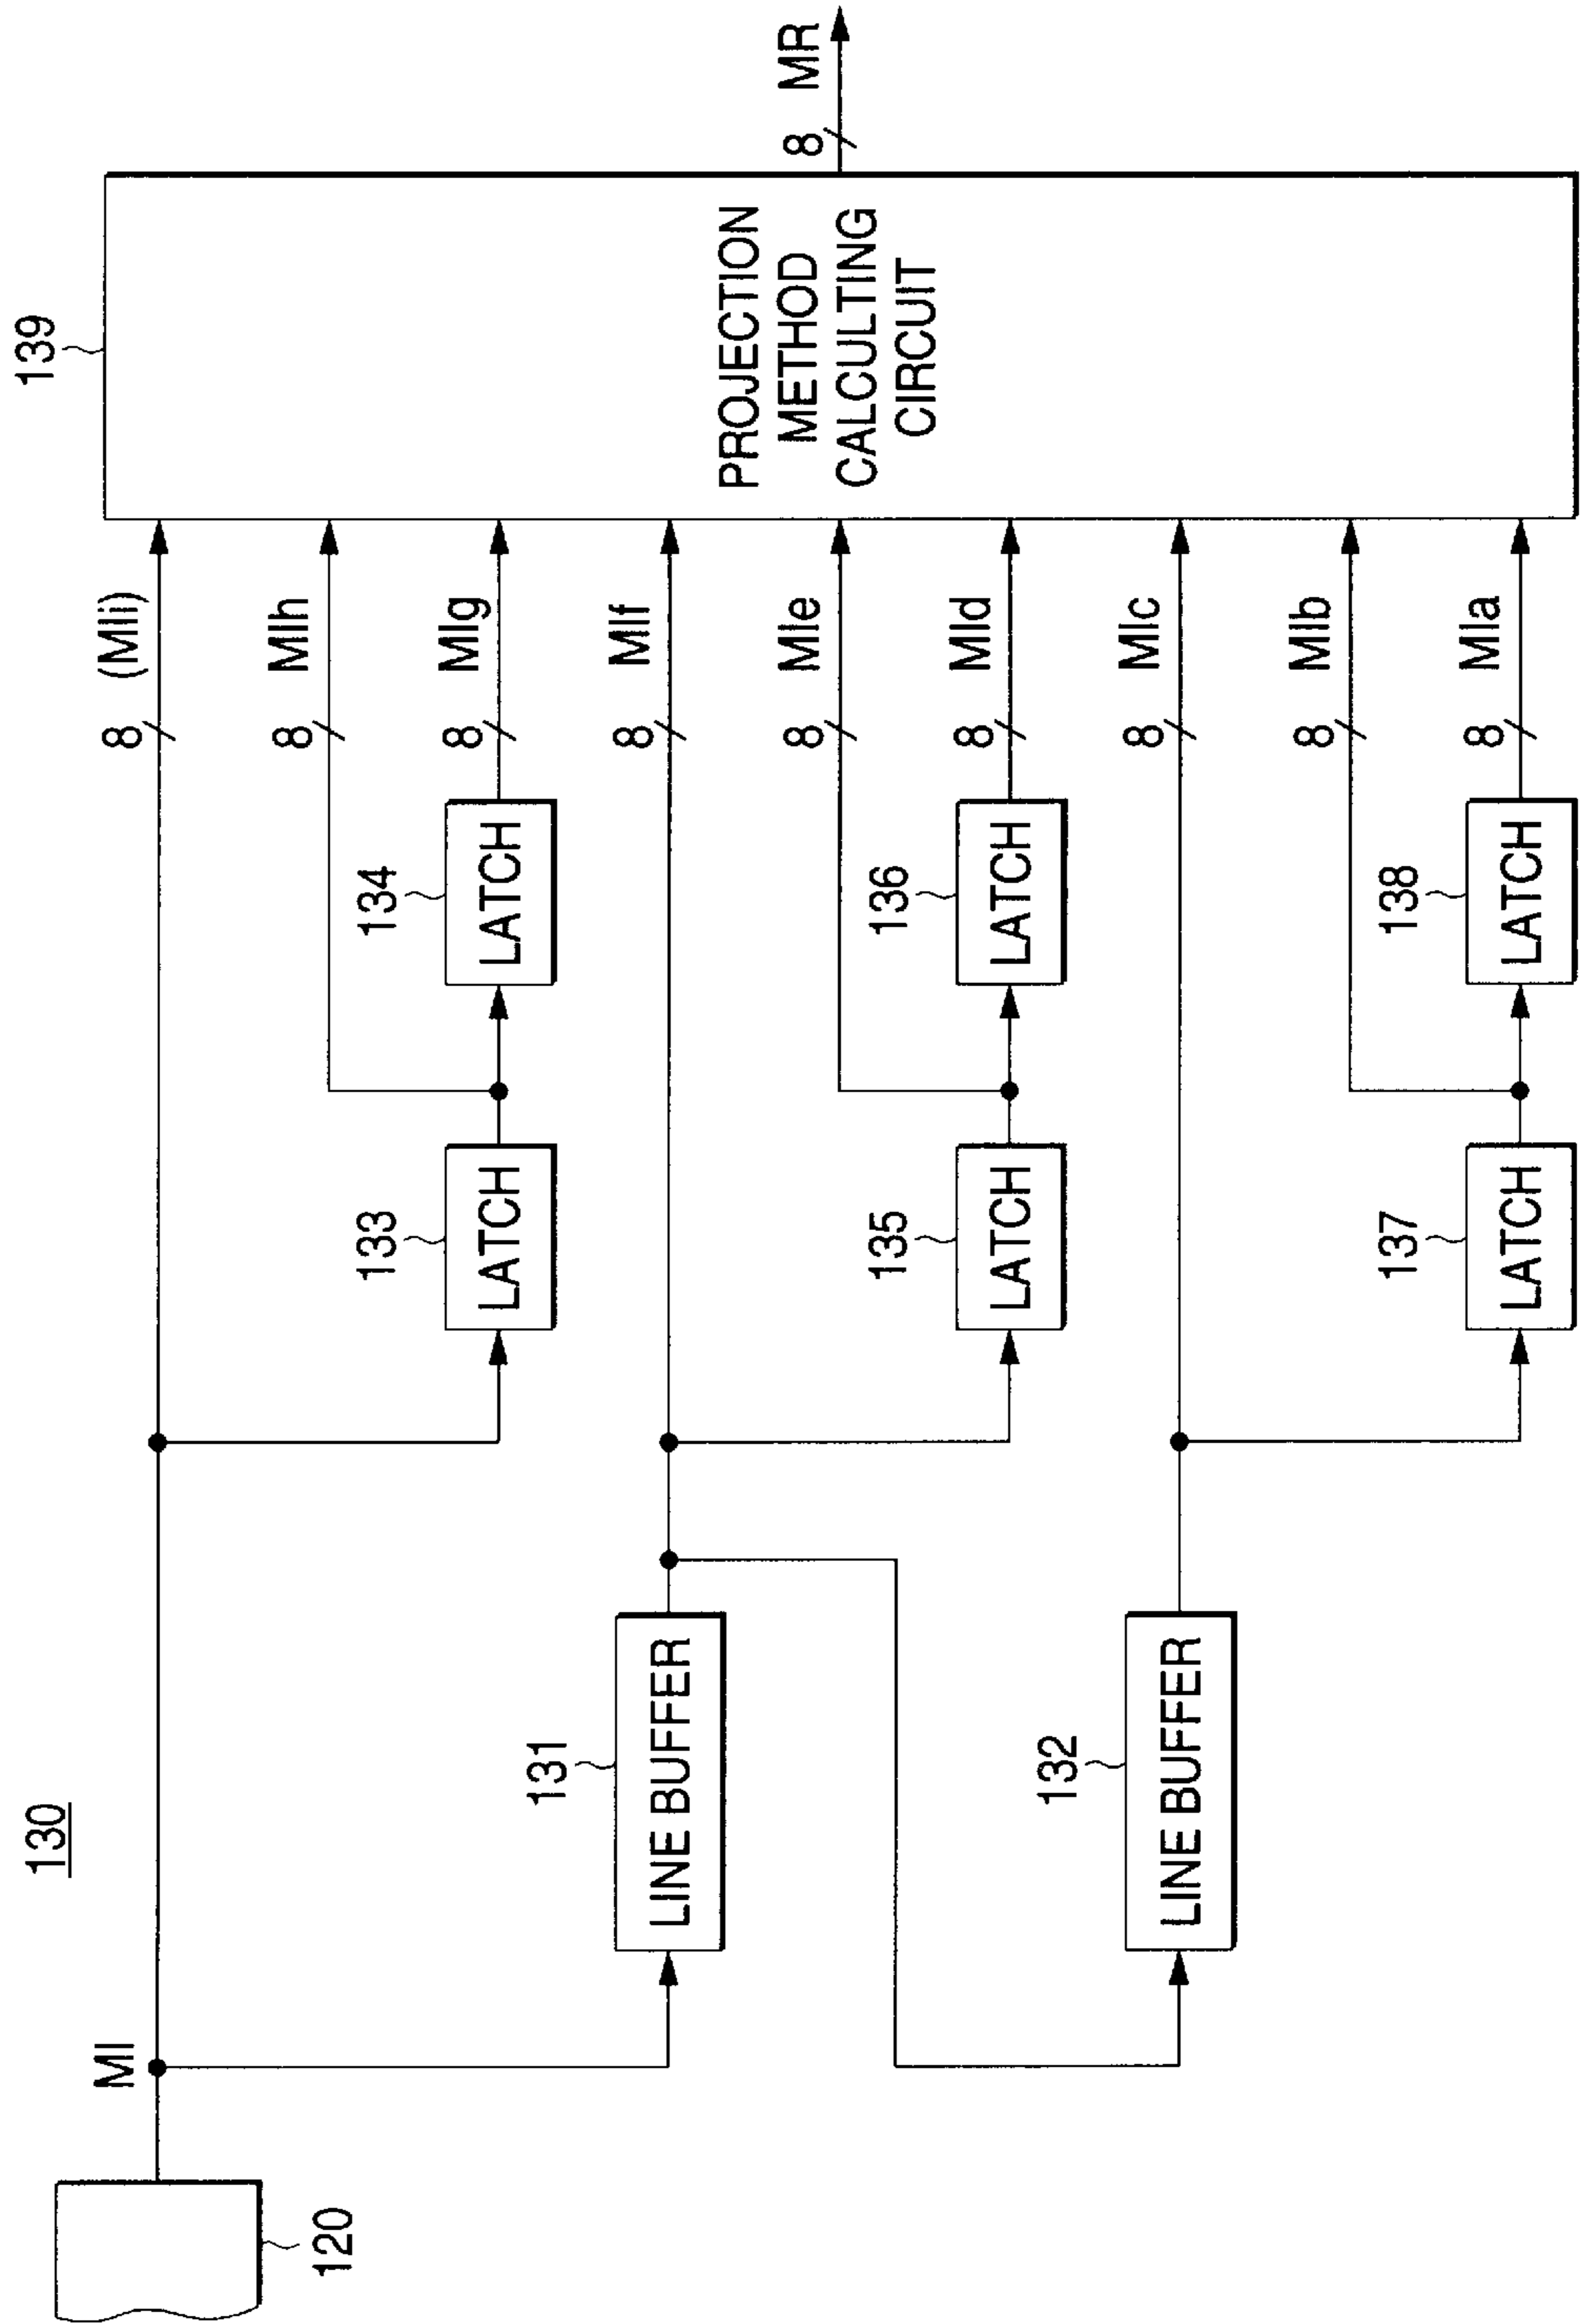 130
120
MI
131
LINE BUFFER
132
LINE BUFFER
133
LATCH
134
LATCH
135
LATCH
136
LATCH
137
LATCH
138
LATCH
8 (MIi)
8 MIh
8 MIg
8 MIf
8 MIe
8 MId
8 MIc
8 MIb
8 MIa
139
PROJECTION
METHOD
CALCULTING
CIRCUIT
8 MR